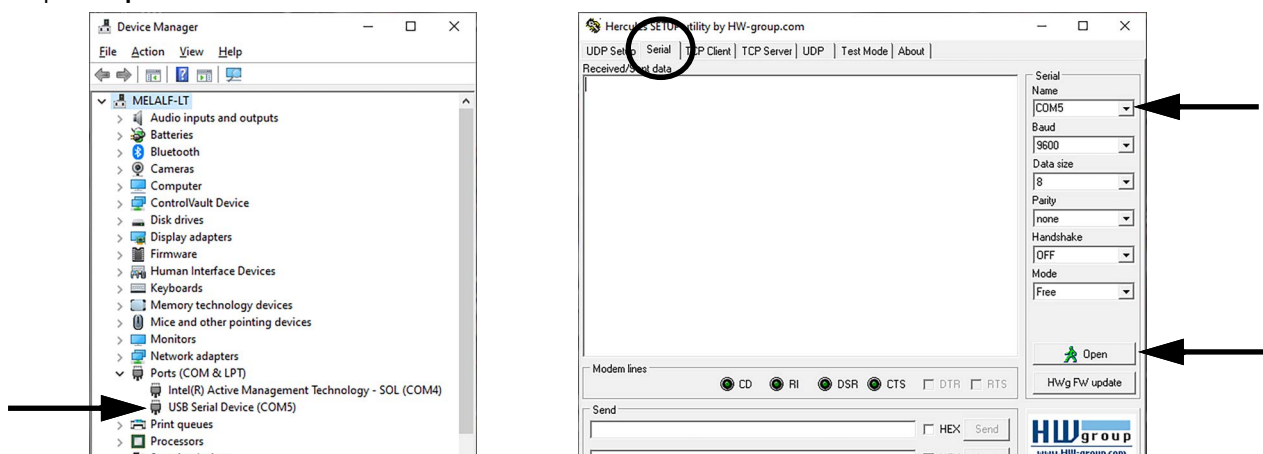 Device Manager
File Action View Help
MELALF-LT
Audio inputs and outputs
Batteries
Bluetooth
Cameras
Computer
ControlVault Device
Disk drives
Display adapters
Firmware
Human Interface Devices
Keyboards
Memory technology devices
Mice and other pointing devices
Monitors
Network adapters
Ports (COM & LPT)
Intel(R) Active Management Technology - SOL (COM4)
USB Serial Device (COM5)
Print queues
Processors
Hercules SETUP utility by HW-group.com
UDP Setup Serial TCP Client TCP Server UDP Test Mode About
Received/Sent data
Serial
Name
COM5
Baud
9600
Data size
8
Parity
none
Handshake
OFF
Mode
Free
Open
HWg FW update
Modem lines
CD RI DSR CTS DTR RTS
Send
HEX Send
HWgroup
www.HW-group.com